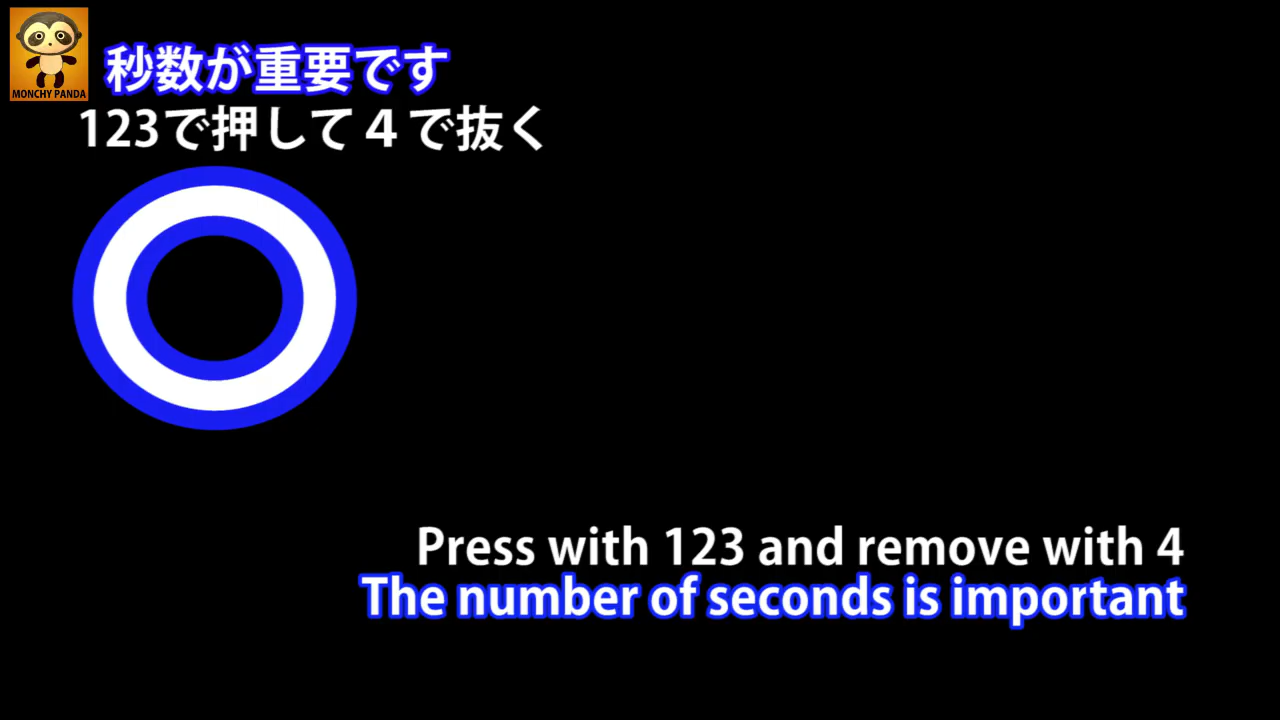 秒数が重要です
MONCHY PANDA
123で押して４で抜く
Press with 123 and remove with 4
The number of seconds is important